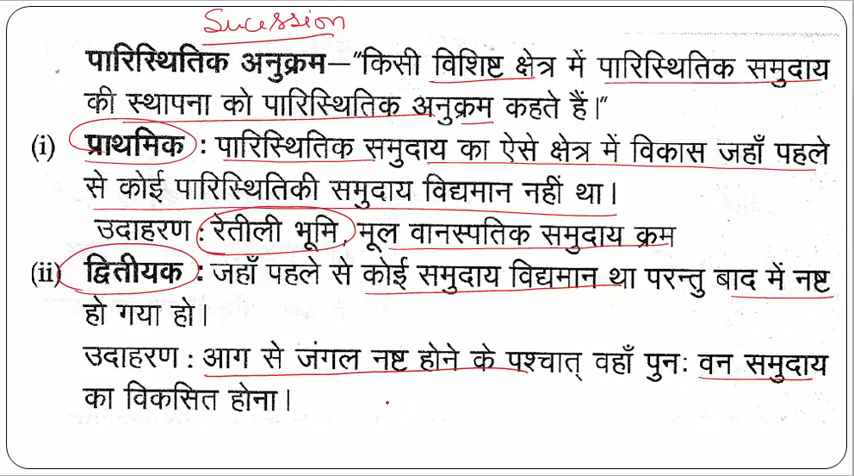 Sucession
पारिस्थितिक अनुक्रम–"किसी विशिष्ट क्षेत्र में पारिस्थितिक समुदाय
की स्थापना को पारिस्थितिक अनुक्रम कहते हैं।"
(i) प्राथमिक : पारिस्थितिक समुदाय का ऐसे क्षेत्र में विकास जहाँ पहले
से कोई पारिस्थितिकी समुदाय विद्यमान नहीं था।
उदाहरण : रेतीली भूमि, मूल वानस्पतिक समुदाय क्रम
(ii) द्वितीयक : जहाँ पहले से कोई समुदाय विद्यमान था परन्तु बाद में नष्ट
हो गया हो।
उदाहरण : आग से जंगल नष्ट होने के पश्चात् वहाँ पुनः वन समुदाय
का विकसित होना।